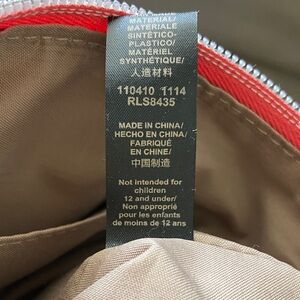 MATERIAL/
MATERIALE
SINTÉTICO-
PLASTICO/
MATÉRIEL
SYNTHÉTIQUE/
人造材料
110410 1114
RLS8435
MADE IN CHINA/
HECHO EN CHINA/
FABRIQUÉ
EN CHINE/
中国制造
Not intended for
children
12 and under/
Non approprié
pour les enfants
de moins de 12 ans